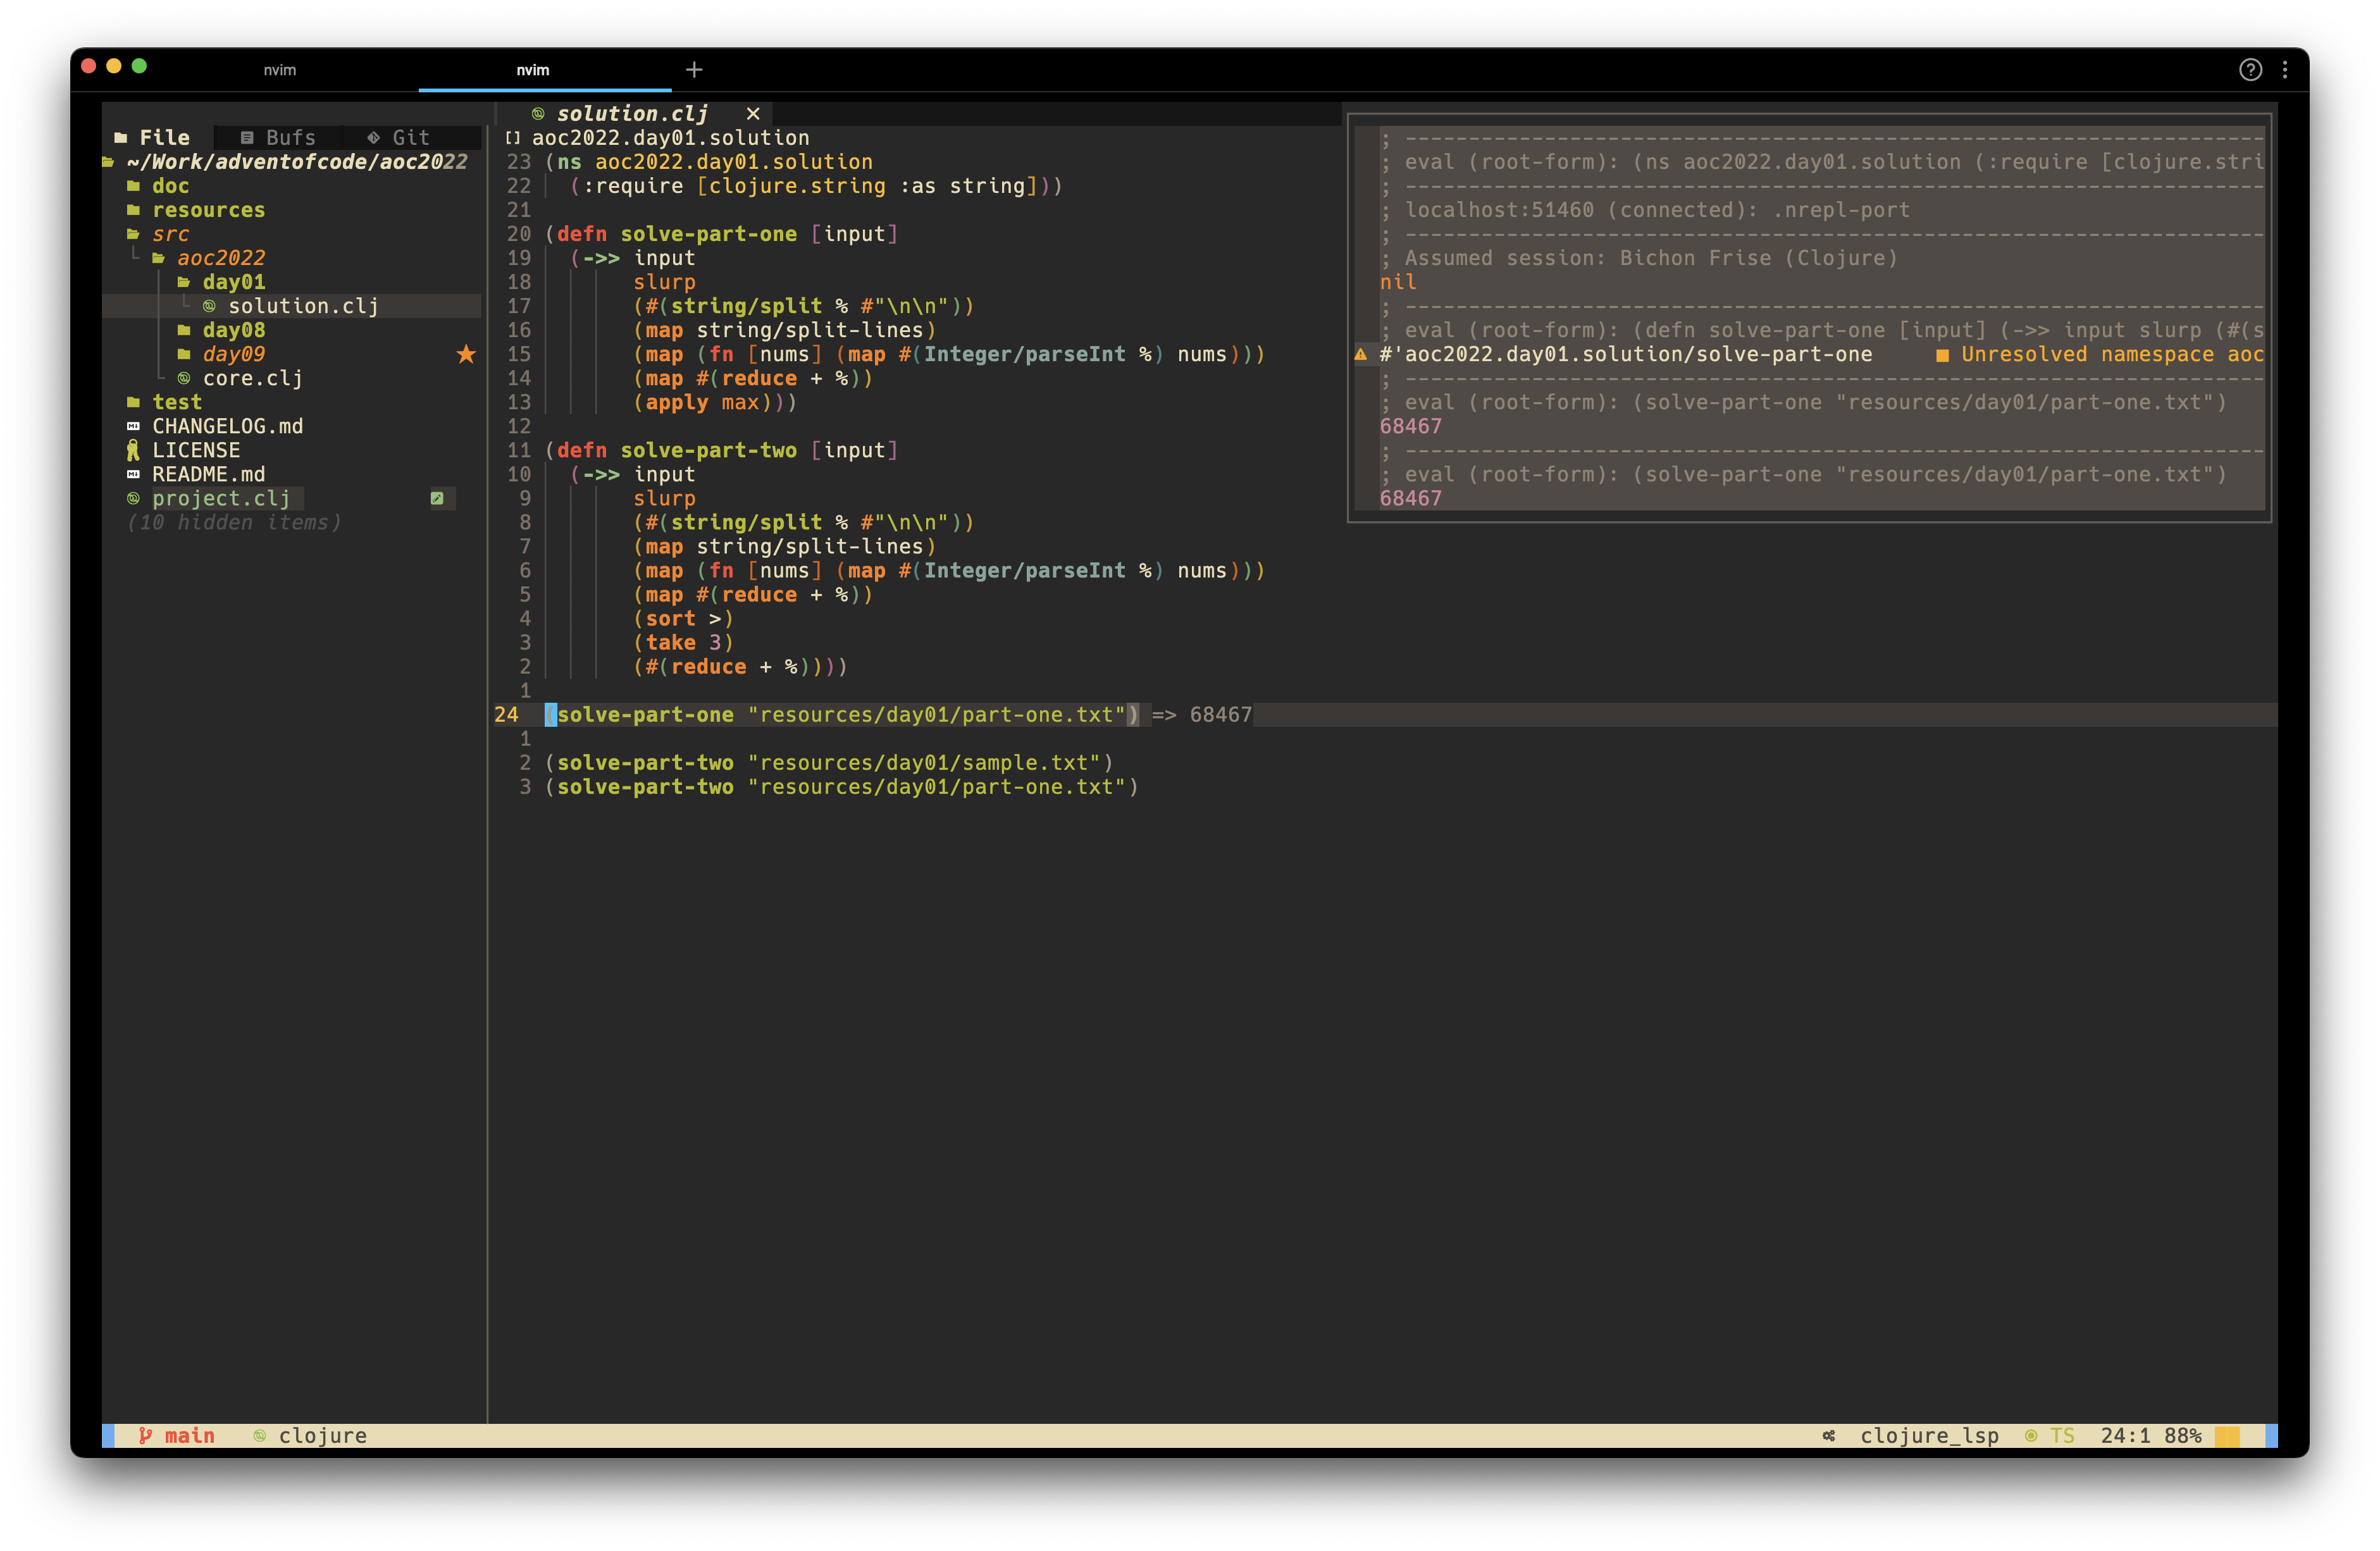 nvim
nvim
File Bufs Git
~/Work/adventofcode/aoc2022
doc
resources
src
aoc2022
day01
solution.clj
day08
day09
core.clj
test
CHANGELOG.md
LICENSE
README.md
project.clj
(10 hidden items)
solution.clj
aoc2022.day01.solution
23 (ns aoc2022.day01.solution
22 (:require [clojure.string :as string]))
21
20 (defn solve-part-one [input]
19 (->> input
18 slurp
17 (#(string/split % #"\n\n"))
16 (map string/split-lines)
15 (map (fn [nums] (map #(Integer/parseInt %) nums)))
14 (map #(reduce + %))
13 (apply max)))
12
11 (defn solve-part-two [input]
10 (->> input
9 slurp
8 (#(string/split % #"\n\n"))
7 (map string/split-lines)
6 (map (fn [nums] (map #(Integer/parseInt %) nums)))
5 (map #(reduce + %))
4 (sort >)
3 (take 3)
2 (#(reduce + %))))
1
24 (solve-part-one "resources/day01/part-one.txt") => 68467
1
2 (solve-part-two "resources/day01/sample.txt")
3 (solve-part-two "resources/day01/part-one.txt")
; --------------------------------------------------------------------
; eval (root-form): (ns aoc2022.day01.solution (:require [clojure.stri
; --------------------------------------------------------------------
; localhost:51460 (connected): .nrepl-port
; --------------------------------------------------------------------
; Assumed session: Bichon Frise (Clojure)
nil
; --------------------------------------------------------------------
; eval (root-form): (defn solve-part-one [input] (->> input slurp (#(s
#'aoc2022.day01.solution/solve-part-one ■ Unresolved namespace aoc
; --------------------------------------------------------------------
; eval (root-form): (solve-part-one "resources/day01/part-one.txt")
68467
; --------------------------------------------------------------------
; eval (root-form): (solve-part-one "resources/day01/part-one.txt")
68467
main clojure clojure_lsp TS 24:1 88%